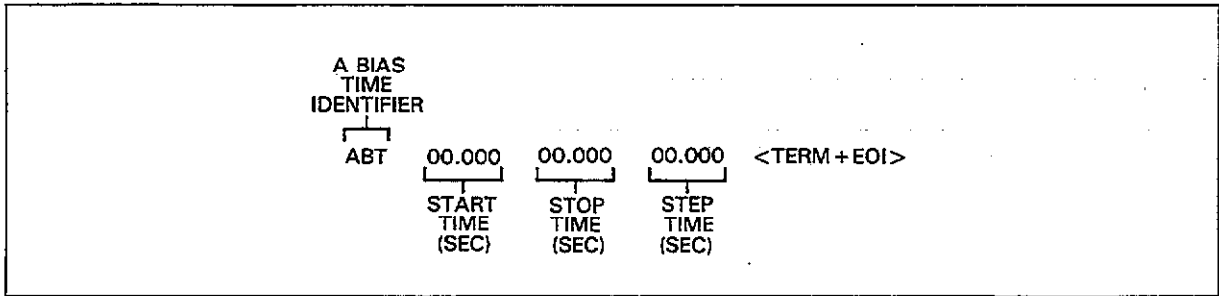 A BIAS
TIME
IDENTIFIER
ABT 00.000 00.000 00.000 <TERM+EOI>
START TIME (SEC)
STOP TIME (SEC)
STEP TIME (SEC)